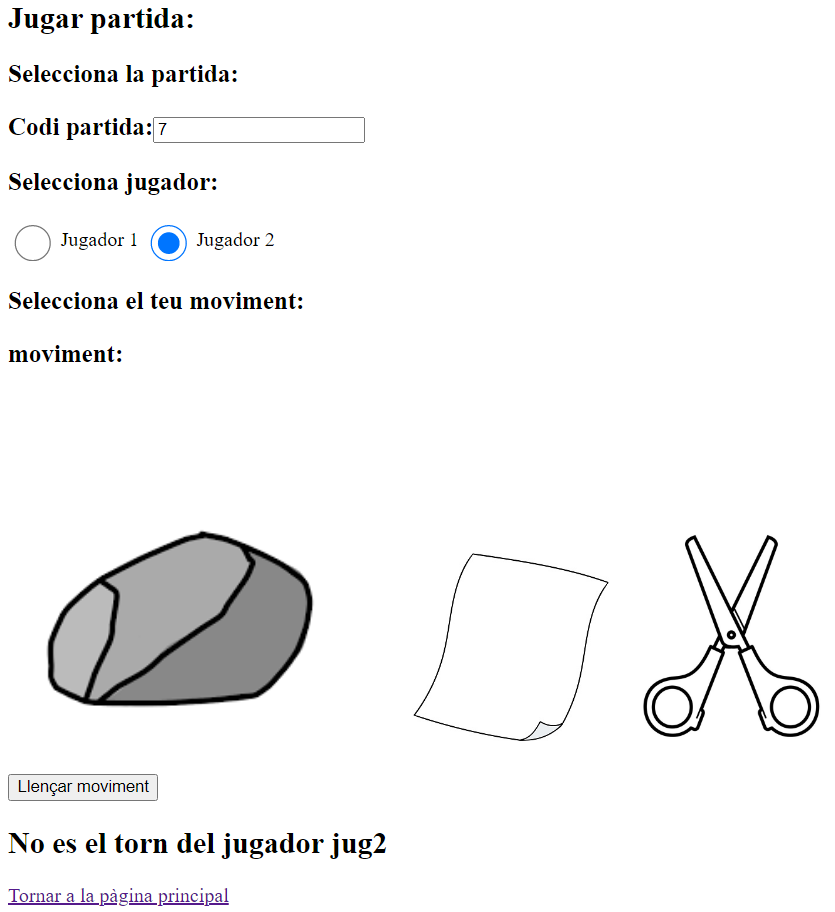 Jugar partida:
Selecciona la partida:
Codi partida: 7
Selecciona jugador:
Jugador 1 Jugador 2
Selecciona el teu moviment:
moviment:
Llençar moviment
No es el torn del jugador jug2
Tornar a la pàgina principal